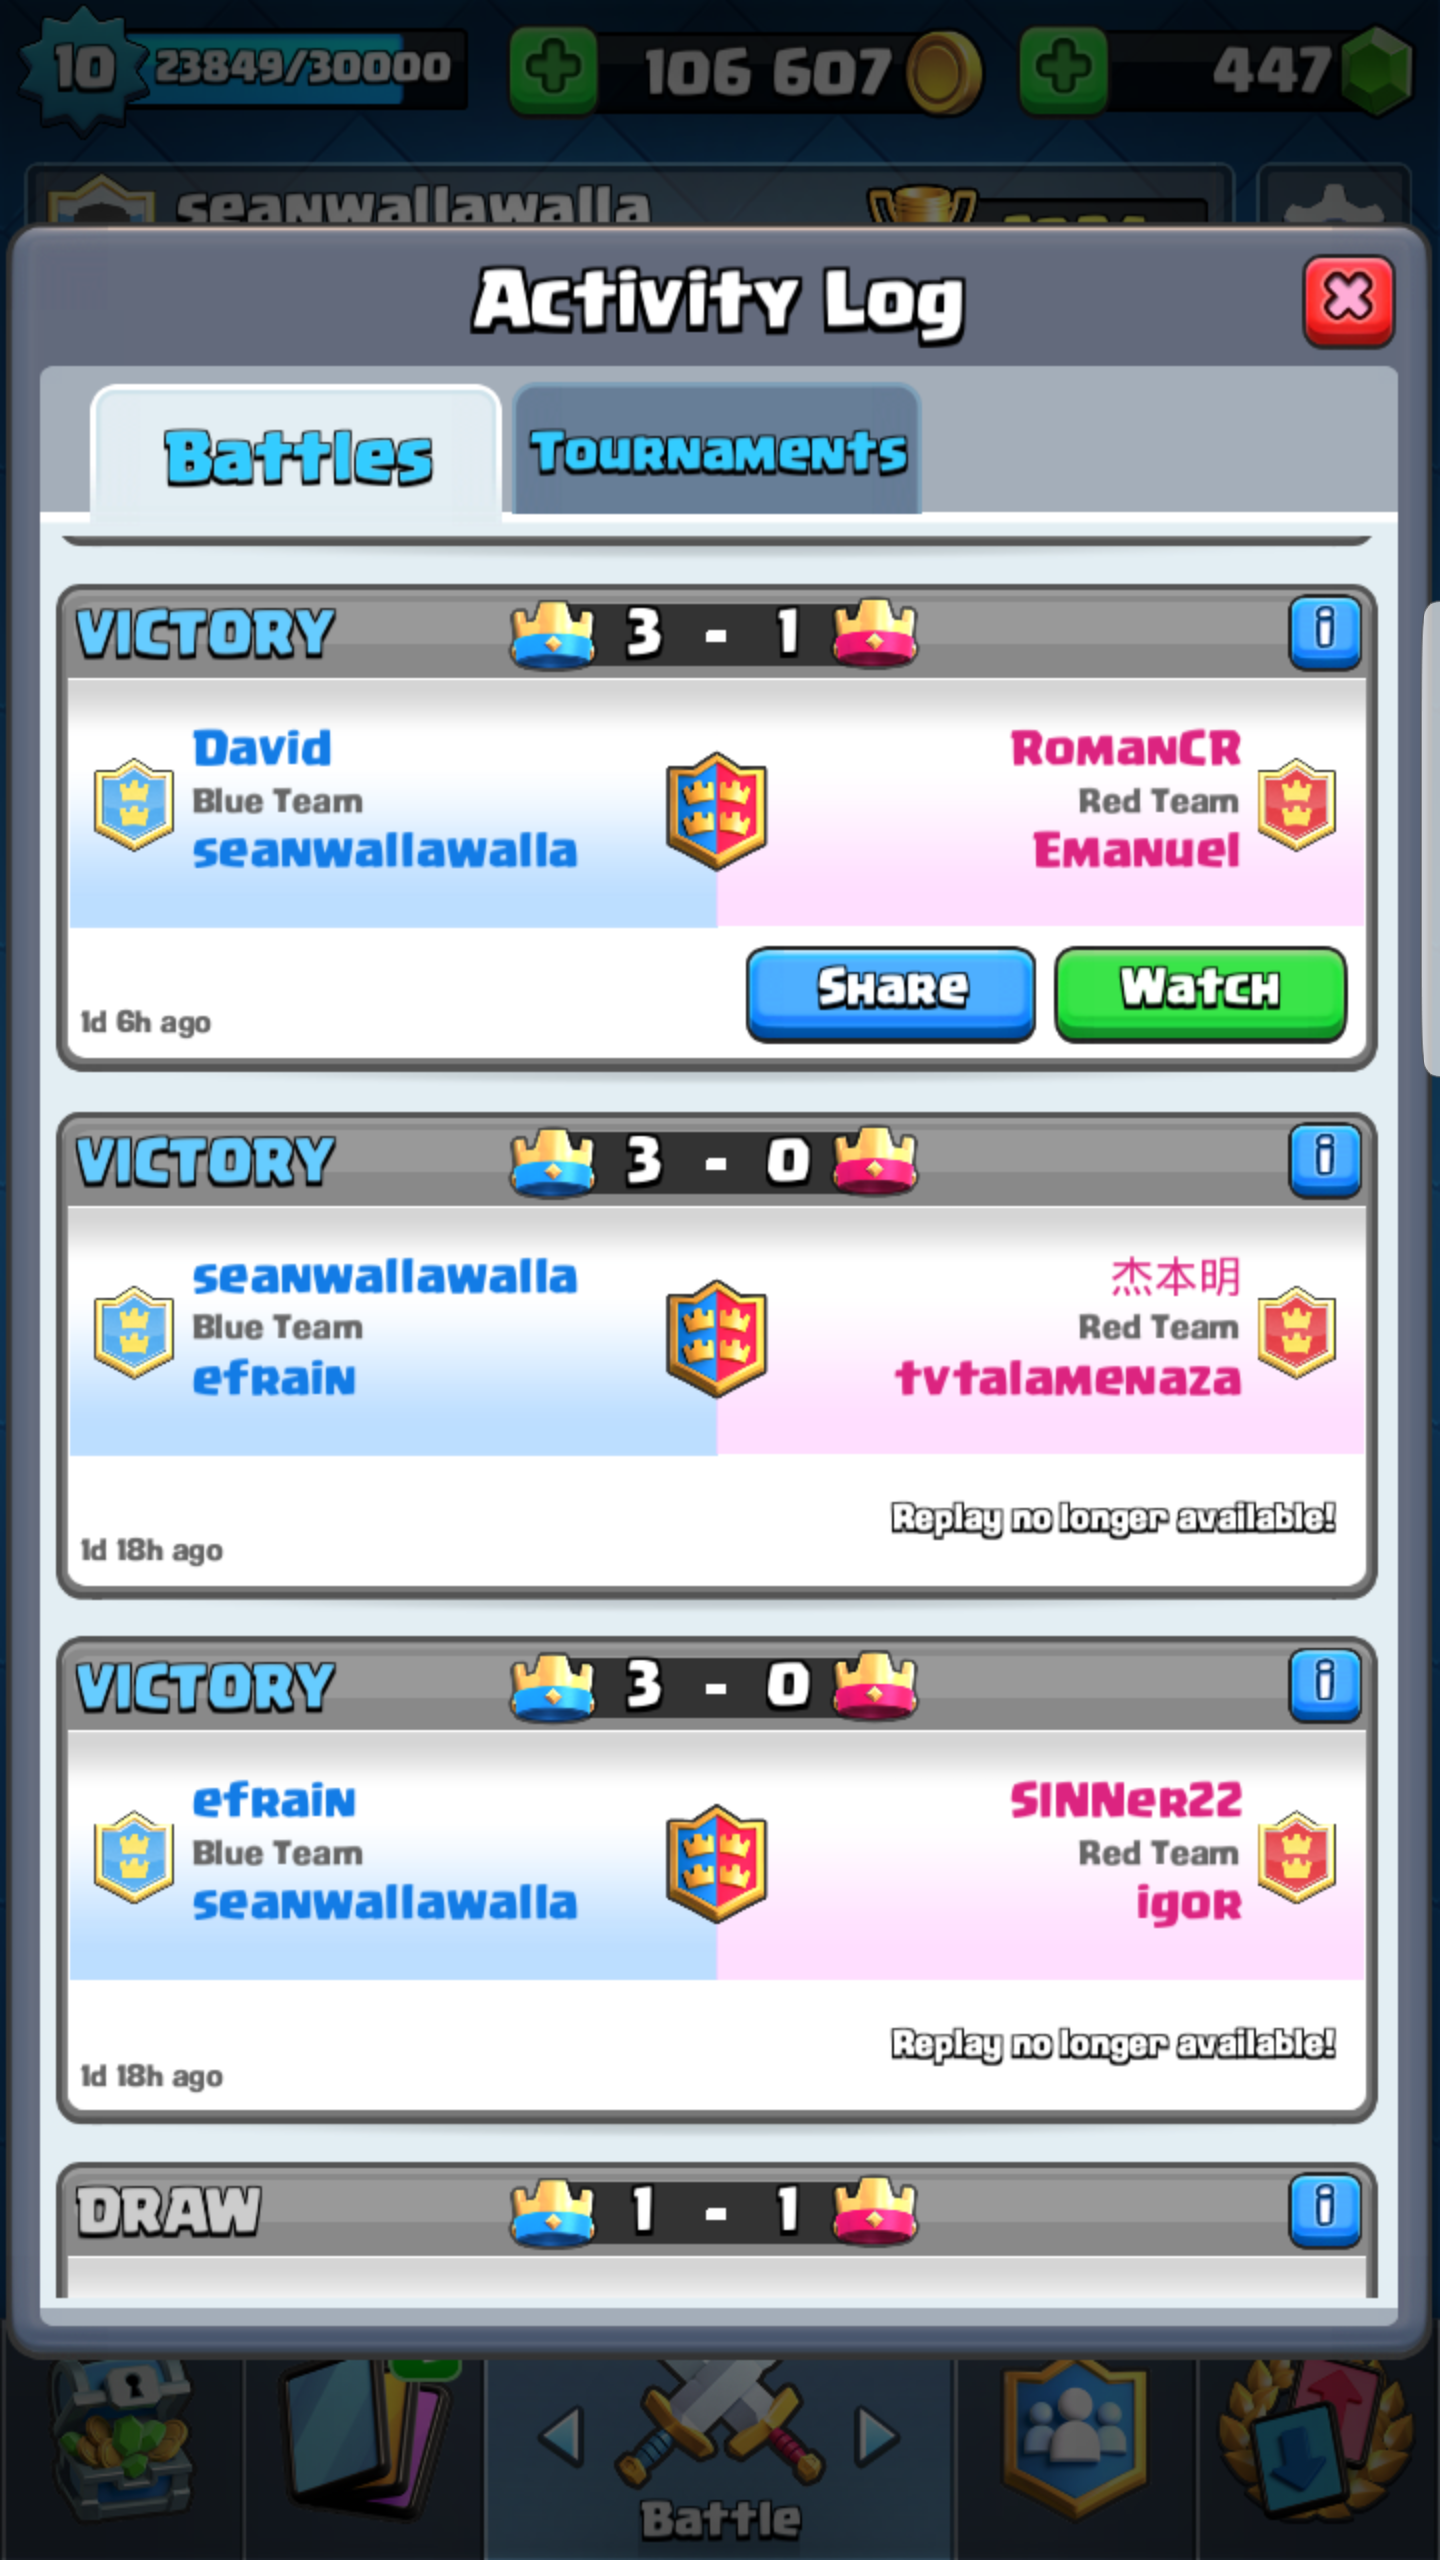 10 23849/30000 106 607 447
seanwallawalla
Activity Log
Battles Tournaments
VICTORY 3 - 1
David
Blue Team
seanwallawalla
RomanCR
Red Team
Emanuel
Share Watch
1d 6h ago
VICTORY 3 - 0
seanwallawalla
Blue Team
efrain
杰本明
Red Team
tvtalamenaza
Replay no longer available!
1d 18h ago
VICTORY 3 - 0
efrain
Blue Team
seanwallawalla
SINNer22
Red Team
igor
Replay no longer available!
1d 18h ago
DRAW 1 - 1
Battle